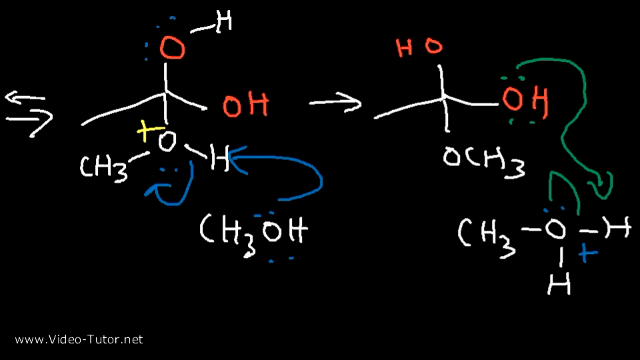 H
O
HO
OH
OH
+
O
CH3
H
OCH3
CH3OH
CH3 - O - H
+
H
www.Video-Tutor.net